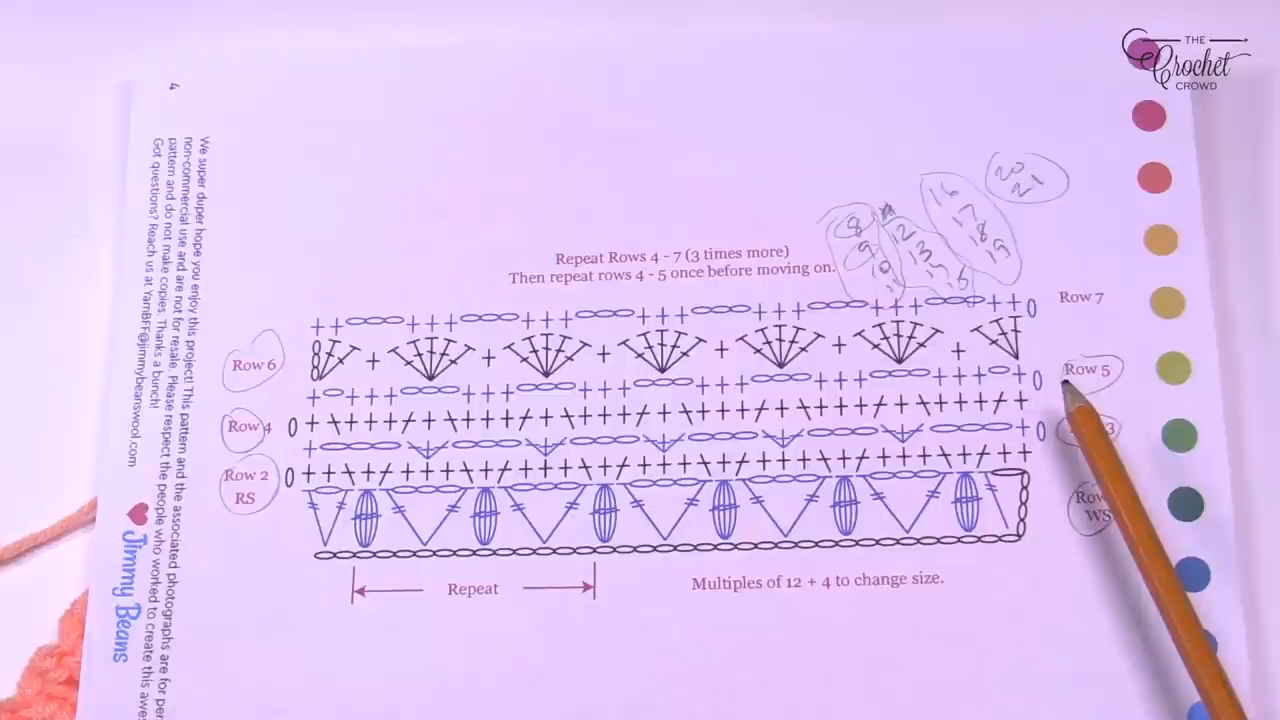 THE
Crochet
CROWD
4
We super duper hope you enjoy this project! This pattern and the associated photographs are for per
non-commercial use and are not for resale. Please respect the people who worked to create this awes
pattern and do not make copies. Thanks a bunch!
Got questions? Reach us at YarnBFF@jimmybeanswool.com
Jimmy Beans
20
21
16
17
18
19
8
9
10
11
12
13
16
Repeat Rows 4 - 7 (3 times more)
Then repeat rows 4 - 5 once before moving on.
Row 7
Row 6
Row 5
Row 4
3
Row 2
RS
Row
WS
Repeat
Multiples of 12 + 4 to change size.